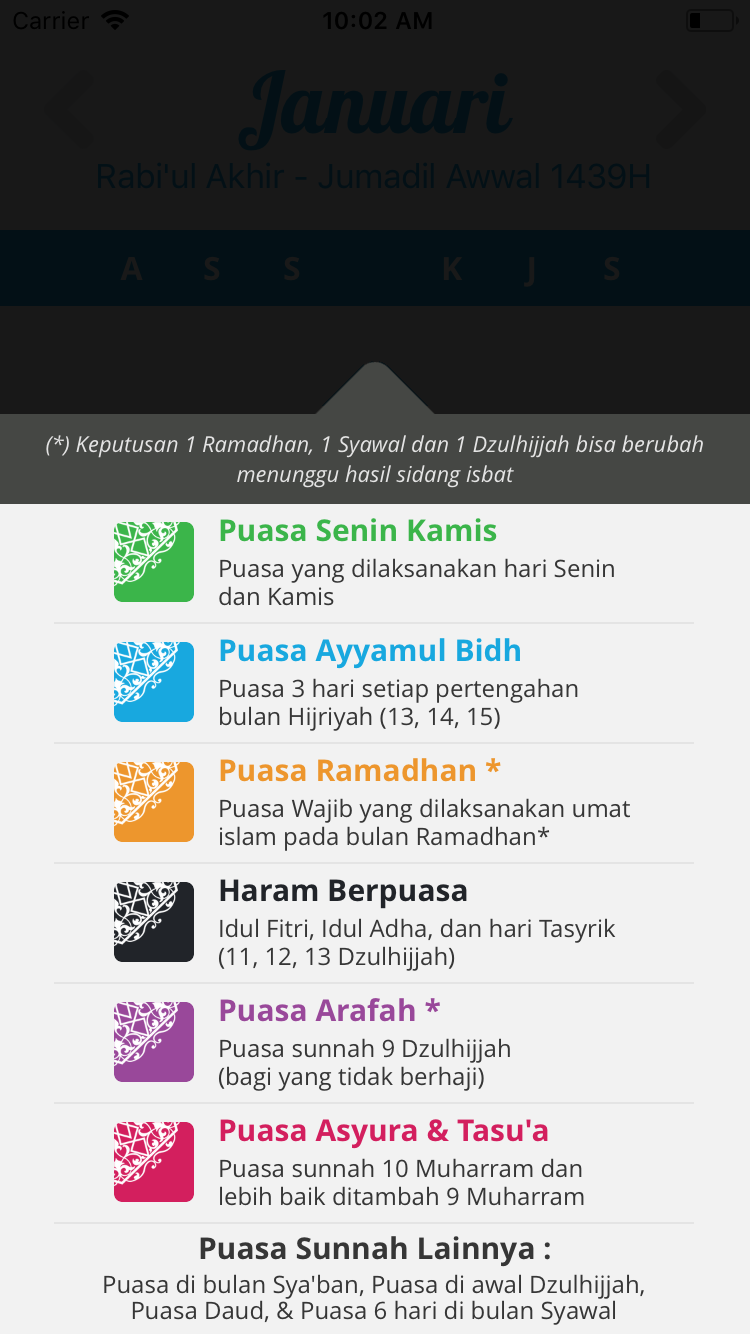 Carrier 10:02 AM
Januari
Rabi'ul Akhir - Jumadil Awwal 1439H
A S S K J S
(*) Keputusan 1 Ramadhan, 1 Syawal dan 1 Dzulhijjah bisa berubah
menunggu hasil sidang isbat
Puasa Senin Kamis
Puasa yang dilaksanakan hari Senin
dan Kamis
Puasa Ayyamul Bidh
Puasa 3 hari setiap pertengahan
bulan Hijriyah (13, 14, 15)
Puasa Ramadhan *
Puasa Wajib yang dilaksanakan umat
islam pada bulan Ramadhan*
Haram Berpuasa
Idul Fitri, Idul Adha, dan hari Tasyrik
(11, 12, 13 Dzulhijjah)
Puasa Arafah *
Puasa sunnah 9 Dzulhijjah
(bagi yang tidak berhaji)
Puasa Asyura & Tasu'a
Puasa sunnah 10 Muharram dan
lebih baik ditambah 9 Muharram
Puasa Sunnah Lainnya :
Puasa di bulan Sya'ban, Puasa di awal Dzulhijjah,
Puasa Daud, & Puasa 6 hari di bulan Syawal